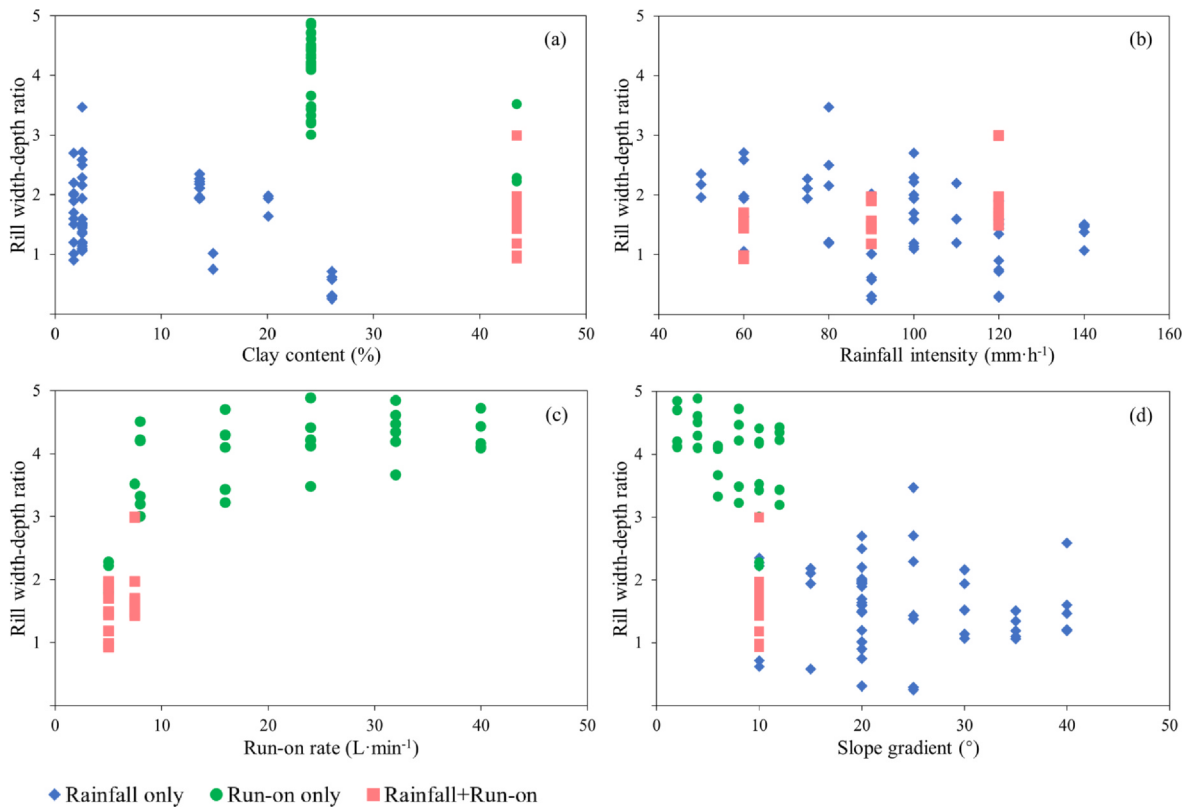 Rill width-depth ratio
5
4
3
2
1
(a)
0 10 20 30 40 50
Clay content (%)
Rill width-depth ratio
5
4
3
2
1
(b)
40 60 80 100 120 140 160
Rainfall intensity (mm·h⁻¹)
Rill width-depth ratio
5
4
3
2
1
(c)
0 10 20 30 40 50
Run-on rate (L·min⁻¹)
Rill width-depth ratio
5
4
3
2
1
(d)
0 10 20 30 40 50
Slope gradient (°)
Rainfall only Run-on only Rainfall+Run-on